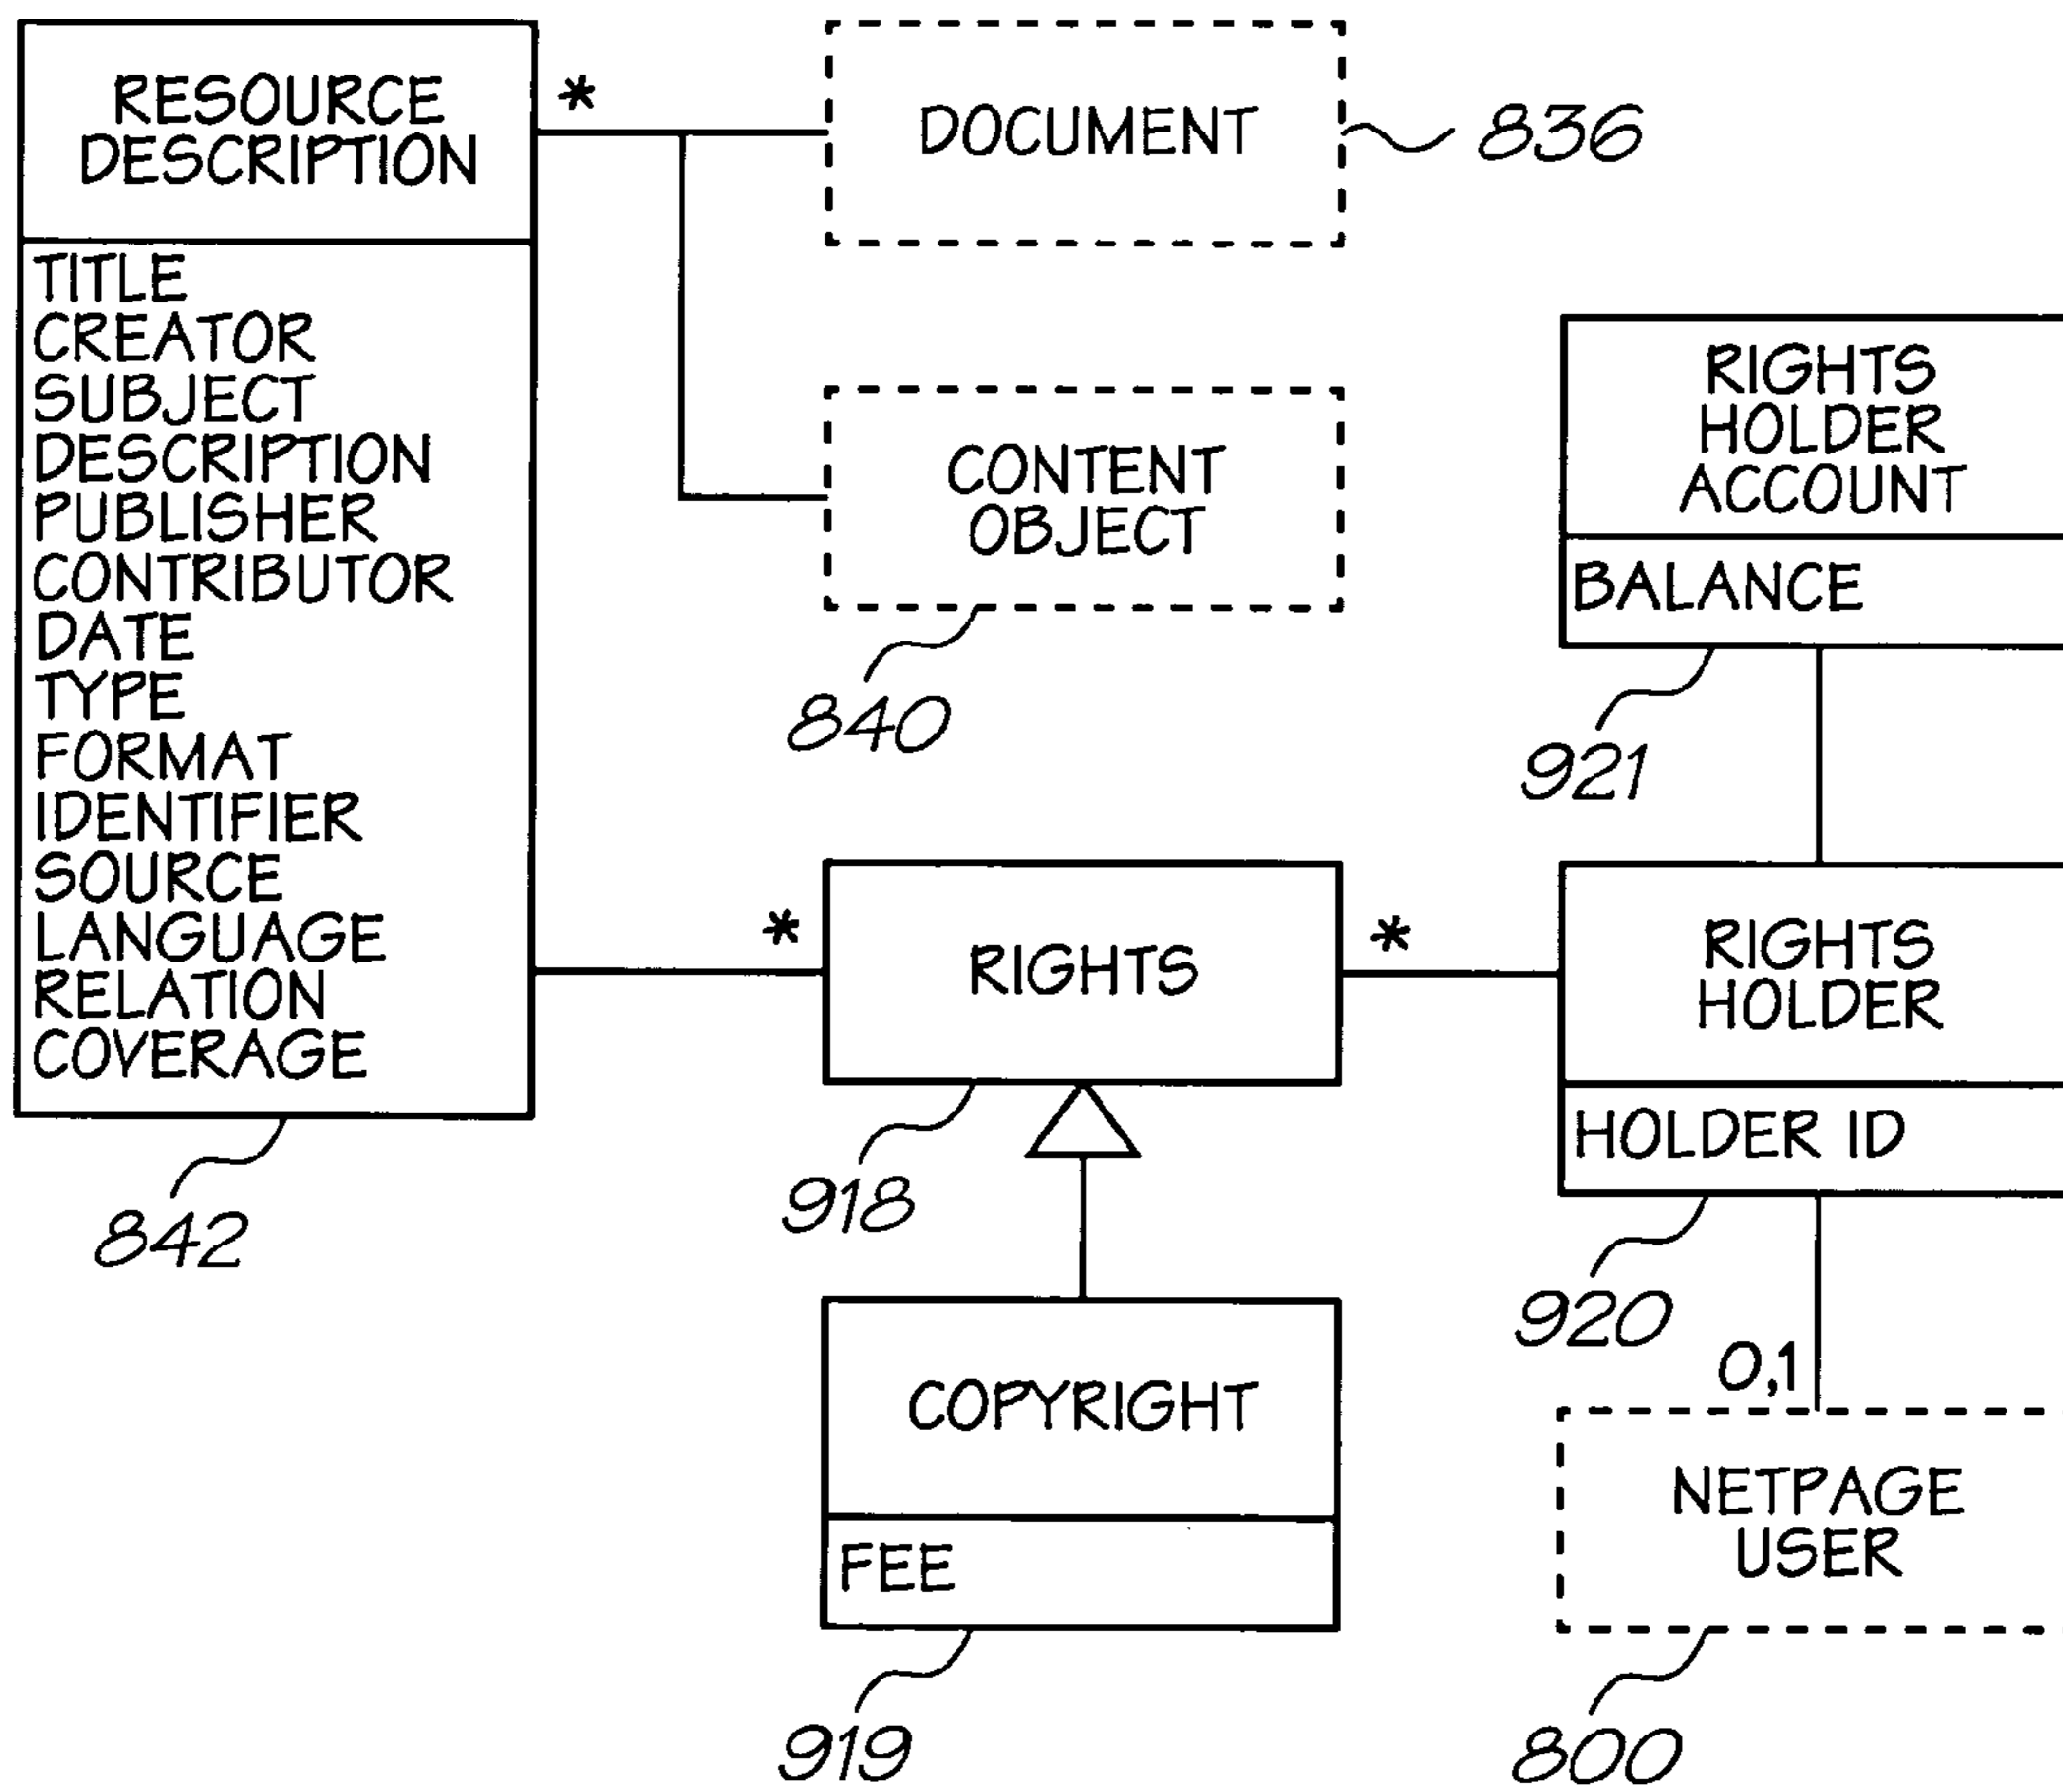 RESOURCE
DESCRIPTION
*
TITLE
CREATOR
SUBJECT
DESCRIPTION
PUBLISHER
CONTRIBUTOR
DATE
TYPE
FORMAT
IDENTIFIER
SOURCE
LANGUAGE
RELATION
COVERAGE
842
DOCUMENT
836
CONTENT
OBJECT
840
RIGHTS
HOLDER
ACCOUNT
BALANCE
921
*
RIGHTS
*
918
RIGHTS
HOLDER
HOLDER ID
920
0,1
COPYRIGHT
FEE
919
NETPAGE
USER
800